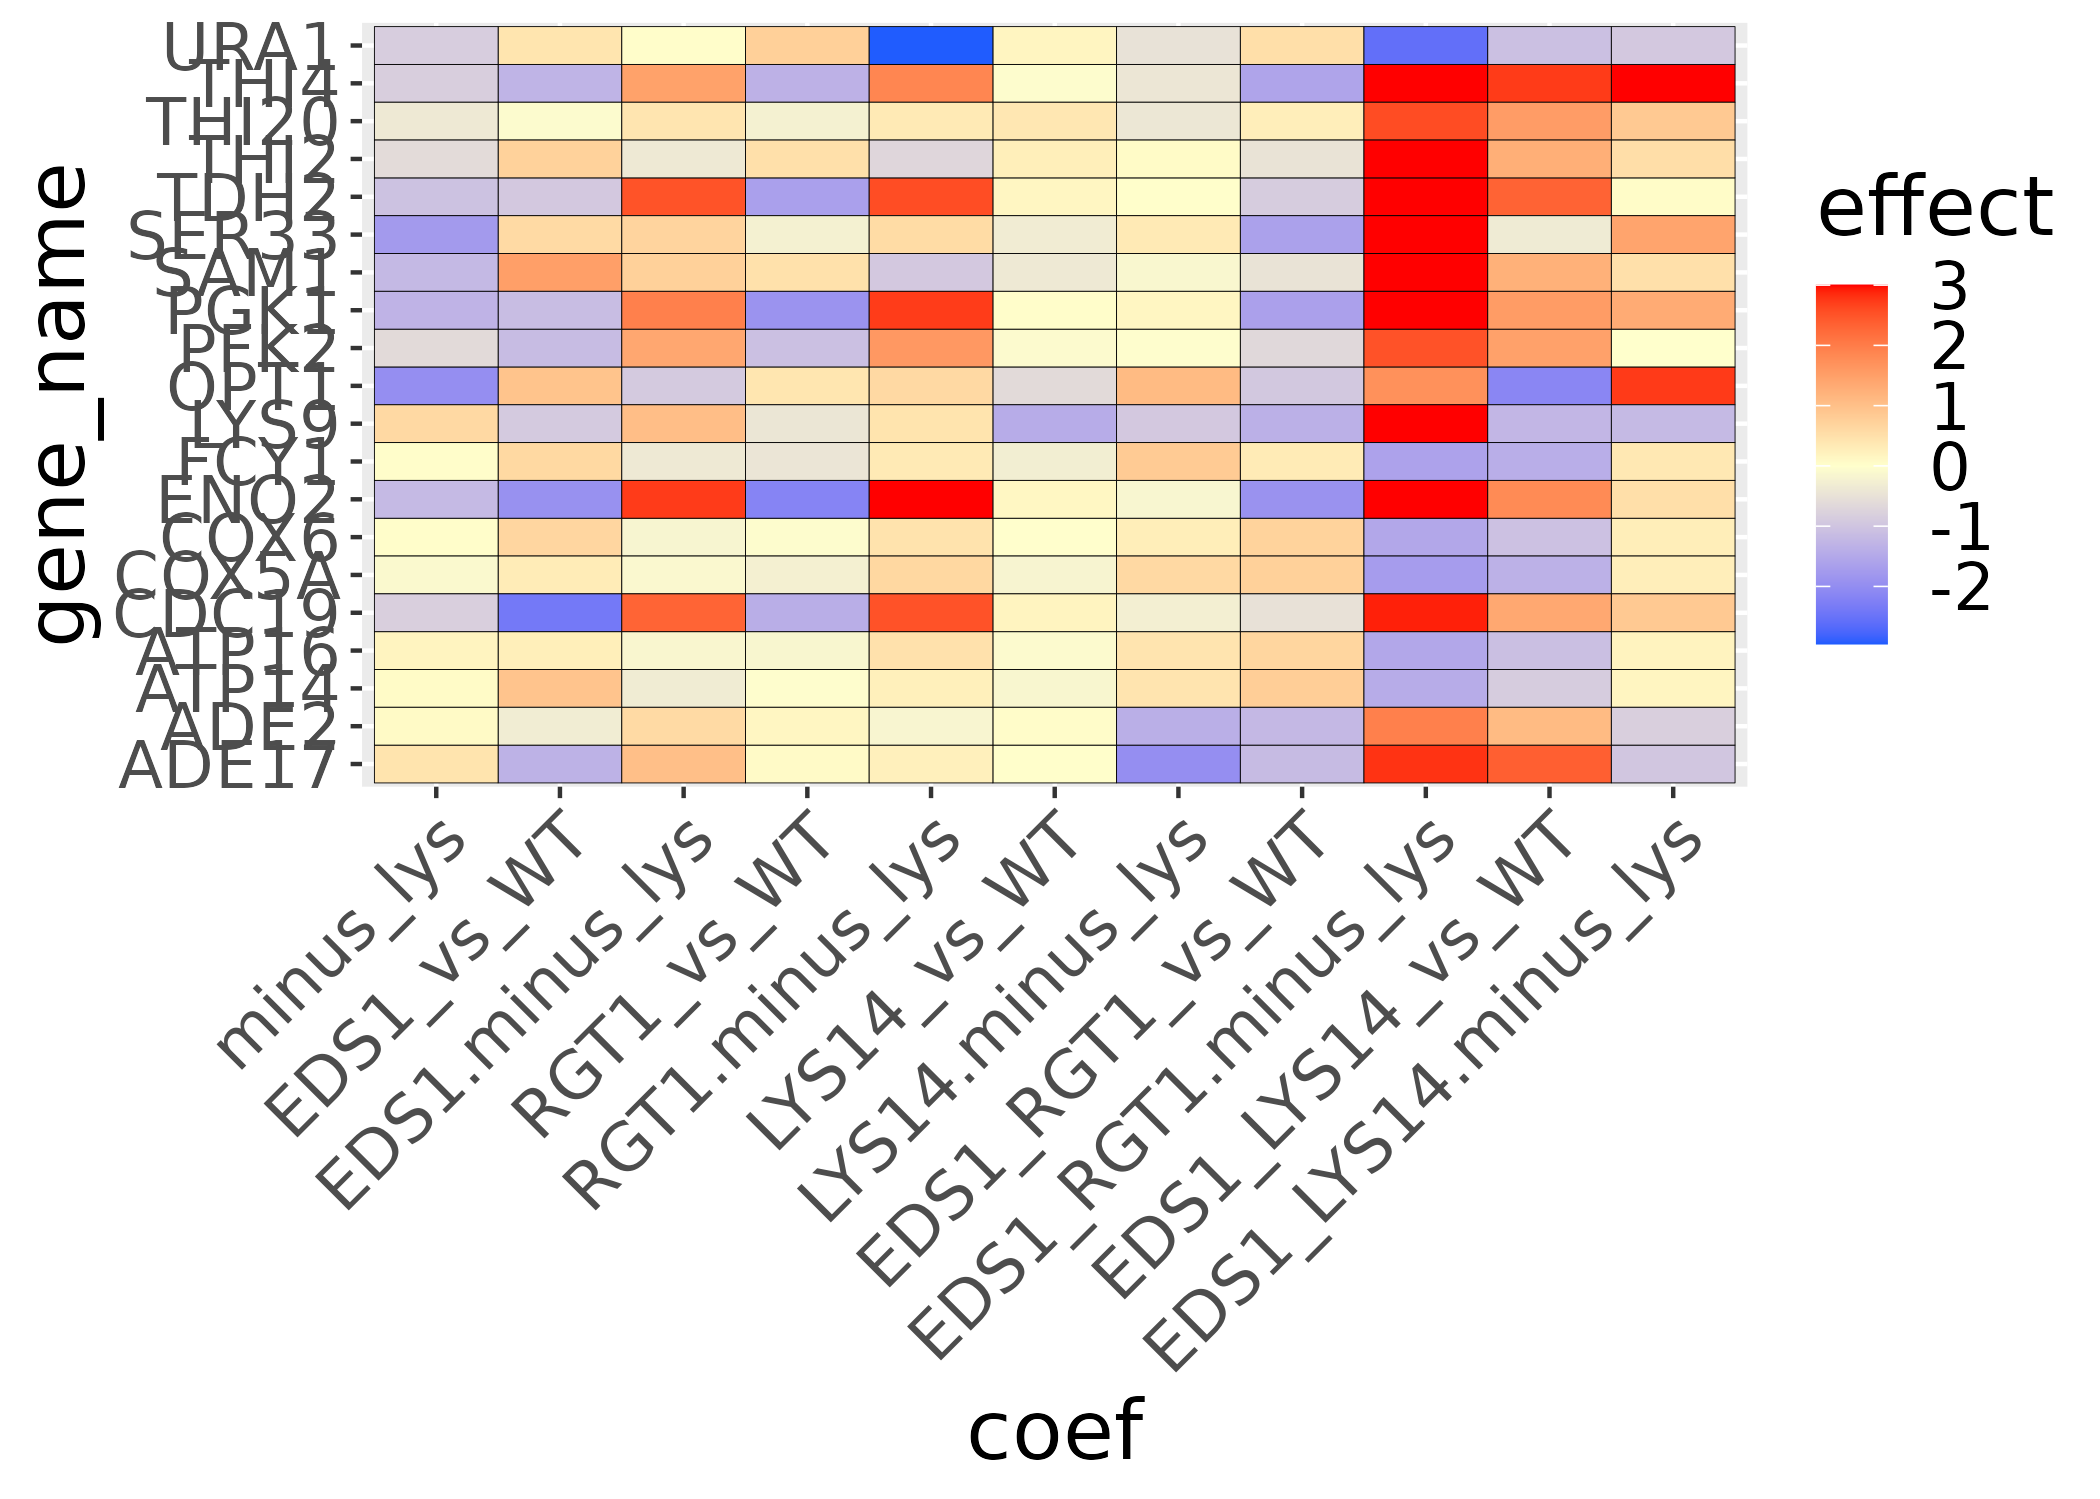 gene_name
URA1
THI4
THI20
THI2
TDH2
SER33
SAM1
PGK1
PFK2
OPT1
LYS9
FCY1
ENO2
COX6
COX5A
CDC19
ATP16
ATP14
ADE2
ADE17
minus_lys
EDS1_vs_WT
EDS1.minus_lys
RGT1_vs_WT
RGT1.minus_lys
LYS14_vs_WT
LYS14.minus_lys
EDS1_RGT1_vs_WT
EDS1_RGT1.minus_lys
EDS1_LYS14_vs_WT
EDS1_LYS14.minus_lys
coef
effect
3
2
1
0
-1
-2